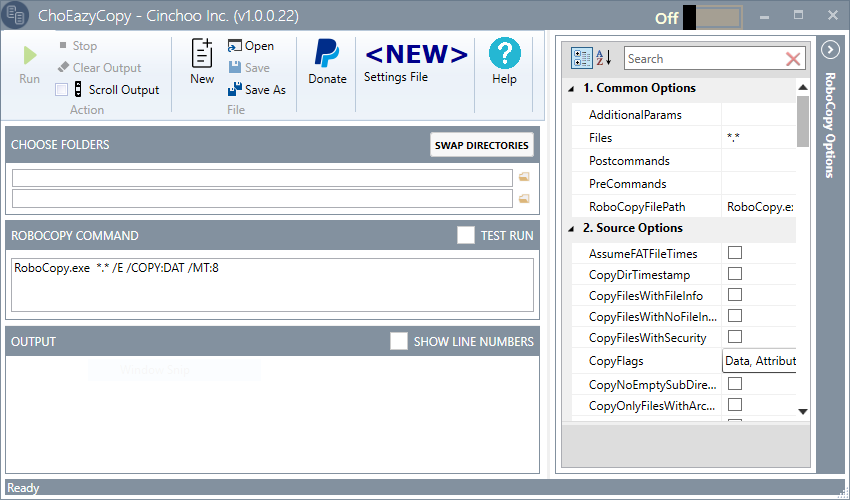 ChoEazyCopy - Cinchoo Inc. (v1.0.0.22)
Off
Run
Stop
Clear Output
Scroll Output
Action
New
Open
Save
Save As
File
Donate
<NEW>
Settings File
Help
CHOOSE FOLDERS
SWAP DIRECTORIES
ROBOCOPY COMMAND
TEST RUN
RoboCopy.exe *.* /E /COPY:DAT /MT:8
OUTPUT
SHOW LINE NUMBERS
Ready
Search
1. Common Options
AdditionalParams
Files *.*
Postcommands
PreCommands
RoboCopyFilePath RoboCopy.ex
2. Source Options
AssumeFATFileTimes
CopyDirTimestamp
CopyFilesWithFileInfo
CopyFilesWithNoFileIn...
CopyFilesWithSecurity
CopyFlags Data, Attribut
CopyNoEmptySubDire...
CopyOnlyFilesWithArc...
RoboCopy Options